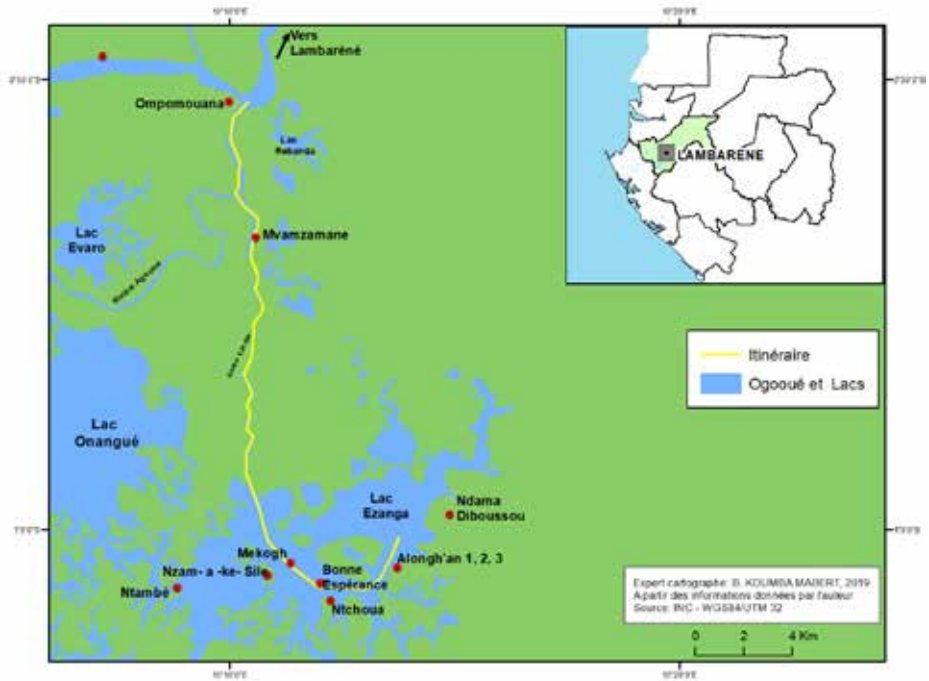 Vers
Lambaréné
Ompomouana
Lac
LAMBARENE
Mvamzamane
Lac
Evaro
Itinéraire
Ogooué et Lacs
Lac
Onangué
Lac
Ezanga
Ndama
Diboussou
Mekogh
Alongh'an 1, 2, 3
Nzam- a -ke- Sile
Bonne
Espérance
Ntambé
Ntchoua
Expert cartographe: B. KOUMBA MABERT, 2019
A partir des informations données par l'auteur
Source: INC - WGS84/UTM 32
0 2 4 Km